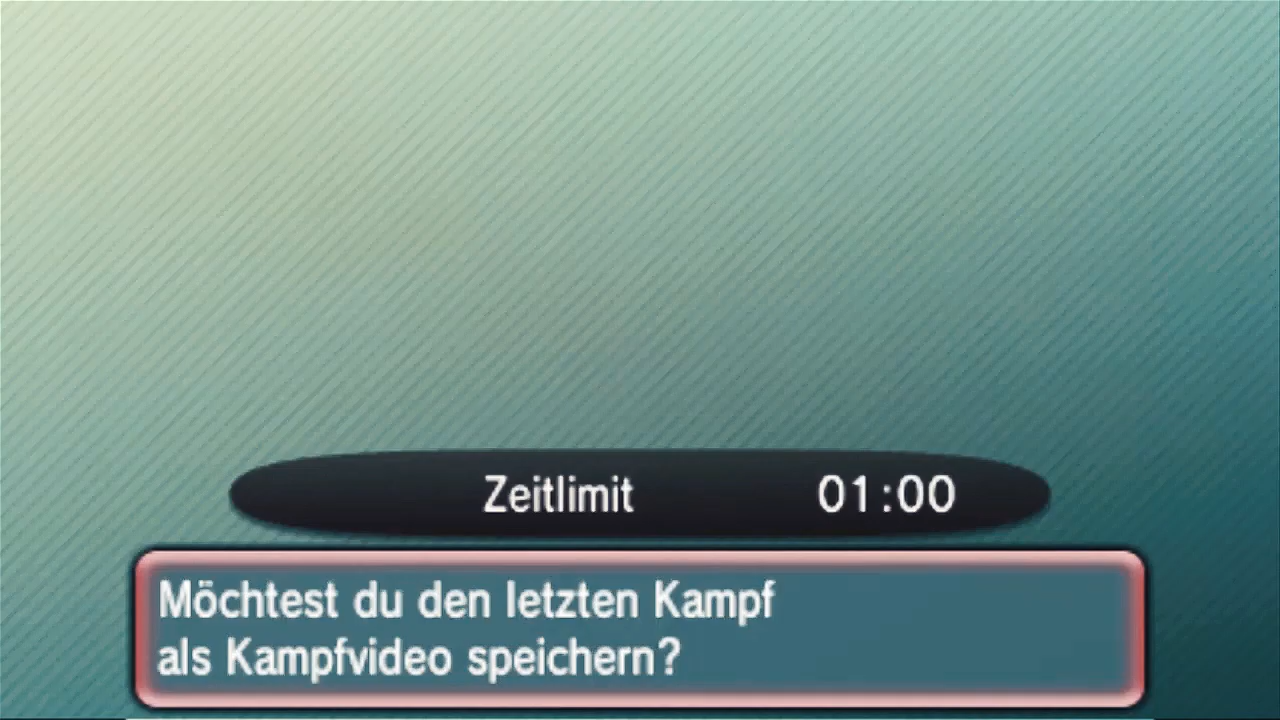 Zeitlimit 01:00
Möchtest du den letzten Kampf
als Kampfvideo speichern?